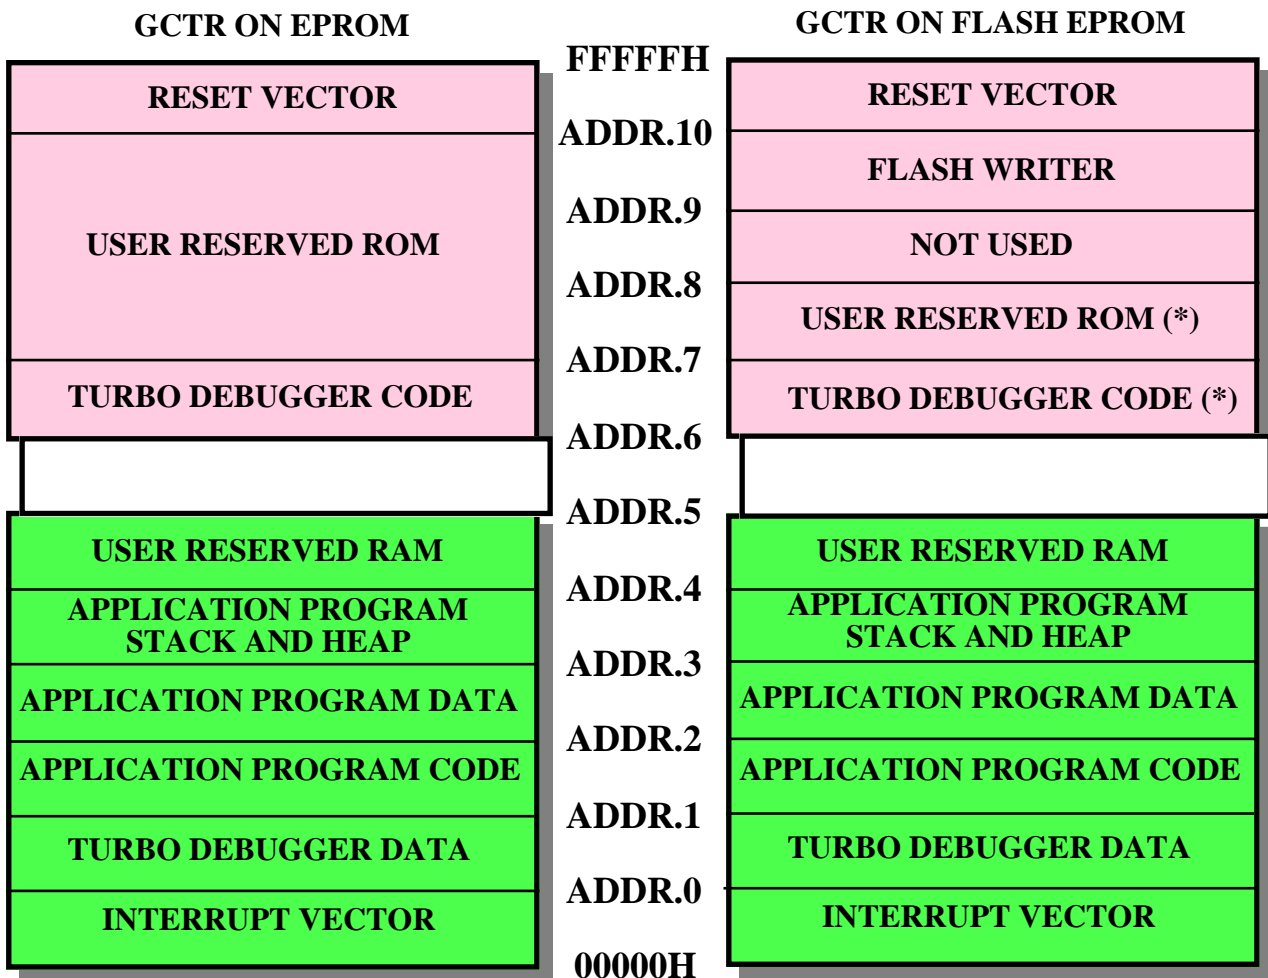 GCTR ON EPROM
RESET VECTOR
USER RESERVED ROM
TURBO DEBUGGER CODE
USER RESERVED RAM
APPLICATION PROGRAM
STACK AND HEAP
APPLICATION PROGRAM DATA
APPLICATION PROGRAM CODE
TURBO DEBUGGER DATA
INTERRUPT VECTOR
FFFFFH
ADDR.10
ADDR.9
ADDR.8
ADDR.7
ADDR.6
ADDR.5
ADDR.4
ADDR.3
ADDR.2
ADDR.1
ADDR.0
00000H
GCTR ON FLASH EPROM
RESET VECTOR
FLASH WRITER
NOT USED
USER RESERVED ROM (*)
TURBO DEBUGGER CODE (*)
USER RESERVED RAM
APPLICATION PROGRAM
STACK AND HEAP
APPLICATION PROGRAM DATA
APPLICATION PROGRAM CODE
TURBO DEBUGGER DATA
INTERRUPT VECTOR